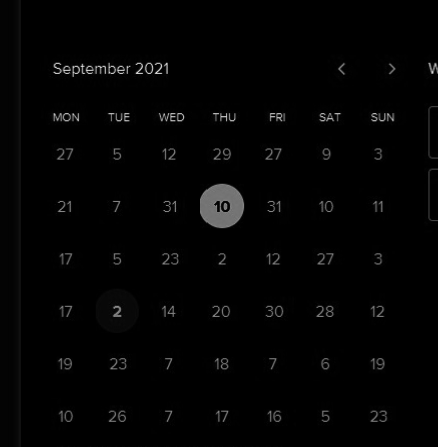 September 2021 < > W
MON TUE WED THU FRI SAT SUN
27 5 12 29 27 9 3
21 7 31 10 31 10 11
17 5 23 2 12 27 3
17 2 14 20 30 28 12
19 23 7 18 7 6 19
10 26 7 17 16 5 23